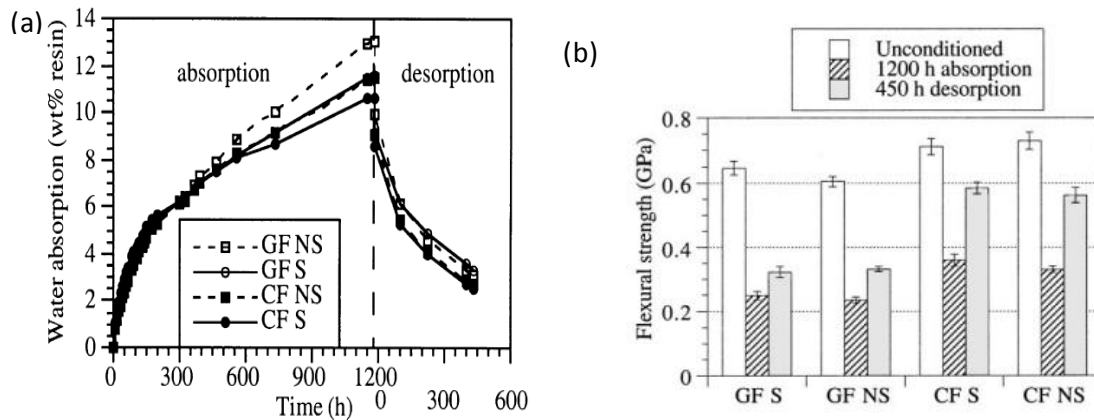 (a)
Water absorption (wt% resin)
14
12
10
8
6
4
2
0
absorption
desorption
GF NS
GF S
CF NS
CF S
0 300 600 900 1200 300 600
0
Time (h)
(b)
Unconditioned
1200 h absorption
450 h desorption
Flexural strength (GPa)
0.8
0.6
0.4
0.2
0
GF S GF NS CF S CF NS